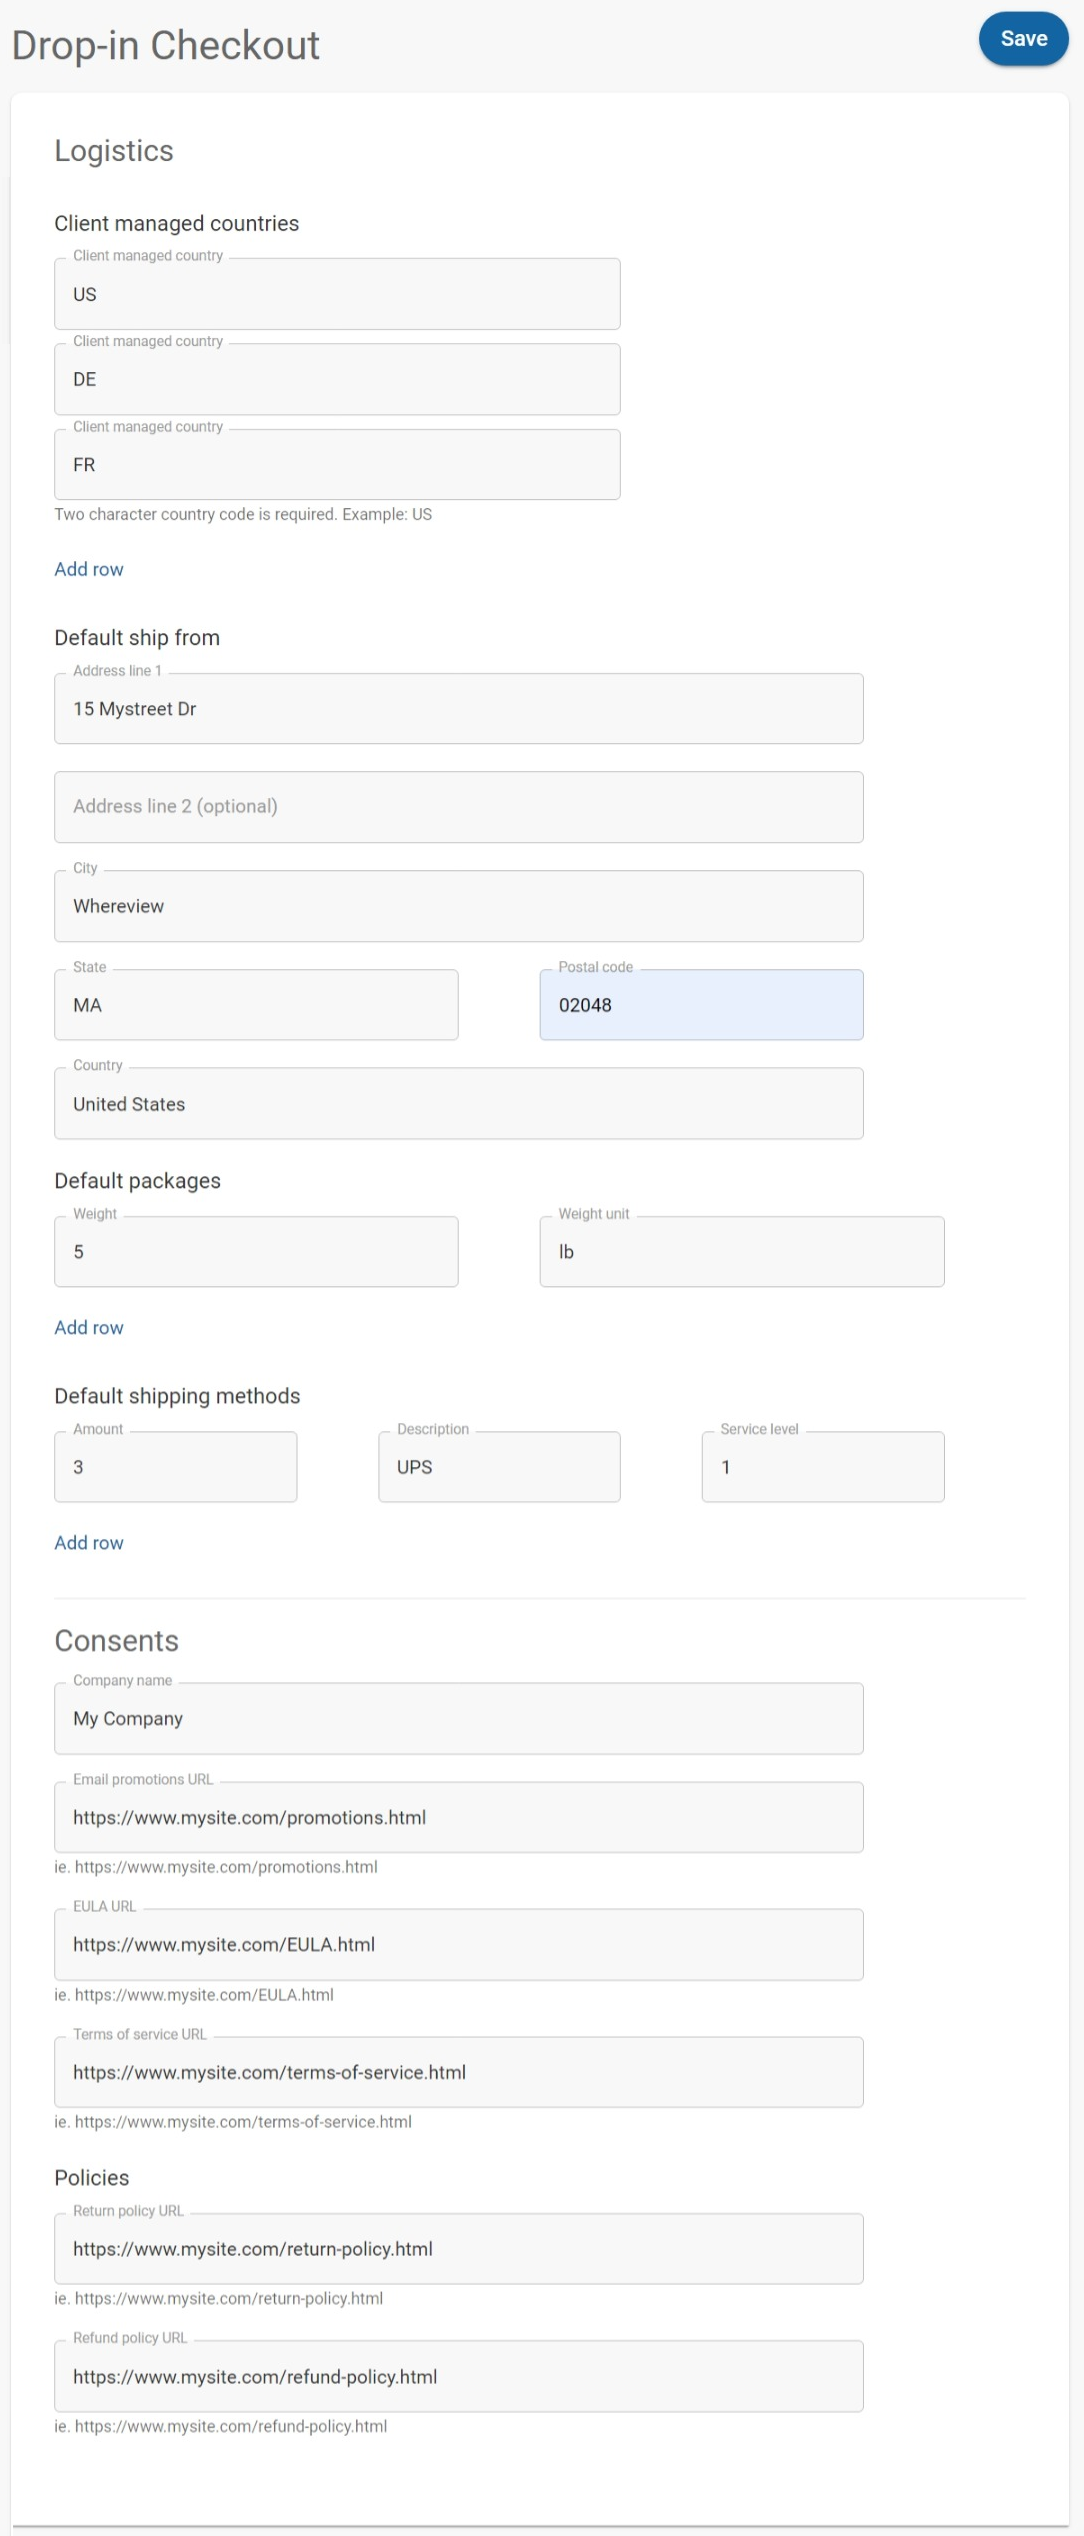 Drop-in Checkout
Save
Logistics
Client managed countries
Client managed country
US
Client managed country
DE
Client managed country
FR
Two character country code is required. Example: US
Add row
Default ship from
Address line 1
15 Mystreet Dr
Address line 2 (optional)
City
Whereview
State
MA
Postal code
02048
Country
United States
Default packages
Weight
5
Weight unit
lb
Add row
Default shipping methods
Amount
3
Description
UPS
Service level
1
Add row
Consents
Company name
My Company
Email promotions URL
https://www.mysite.com/promotions.html
ie. https://www.mysite.com/promotions.html
EULA URL
https://www.mysite.com/EULA.html
ie. https://www.mysite.com/EULA.html
Terms of service URL
https://www.mysite.com/terms-of-service.html
ie. https://www.mysite.com/terms-of-service.html
Policies
Return policy URL
https://www.mysite.com/return-policy.html
ie. https://www.mysite.com/return-policy.html
Refund policy URL
https://www.mysite.com/refund-policy.html
ie. https://www.mysite.com/refund-policy.html